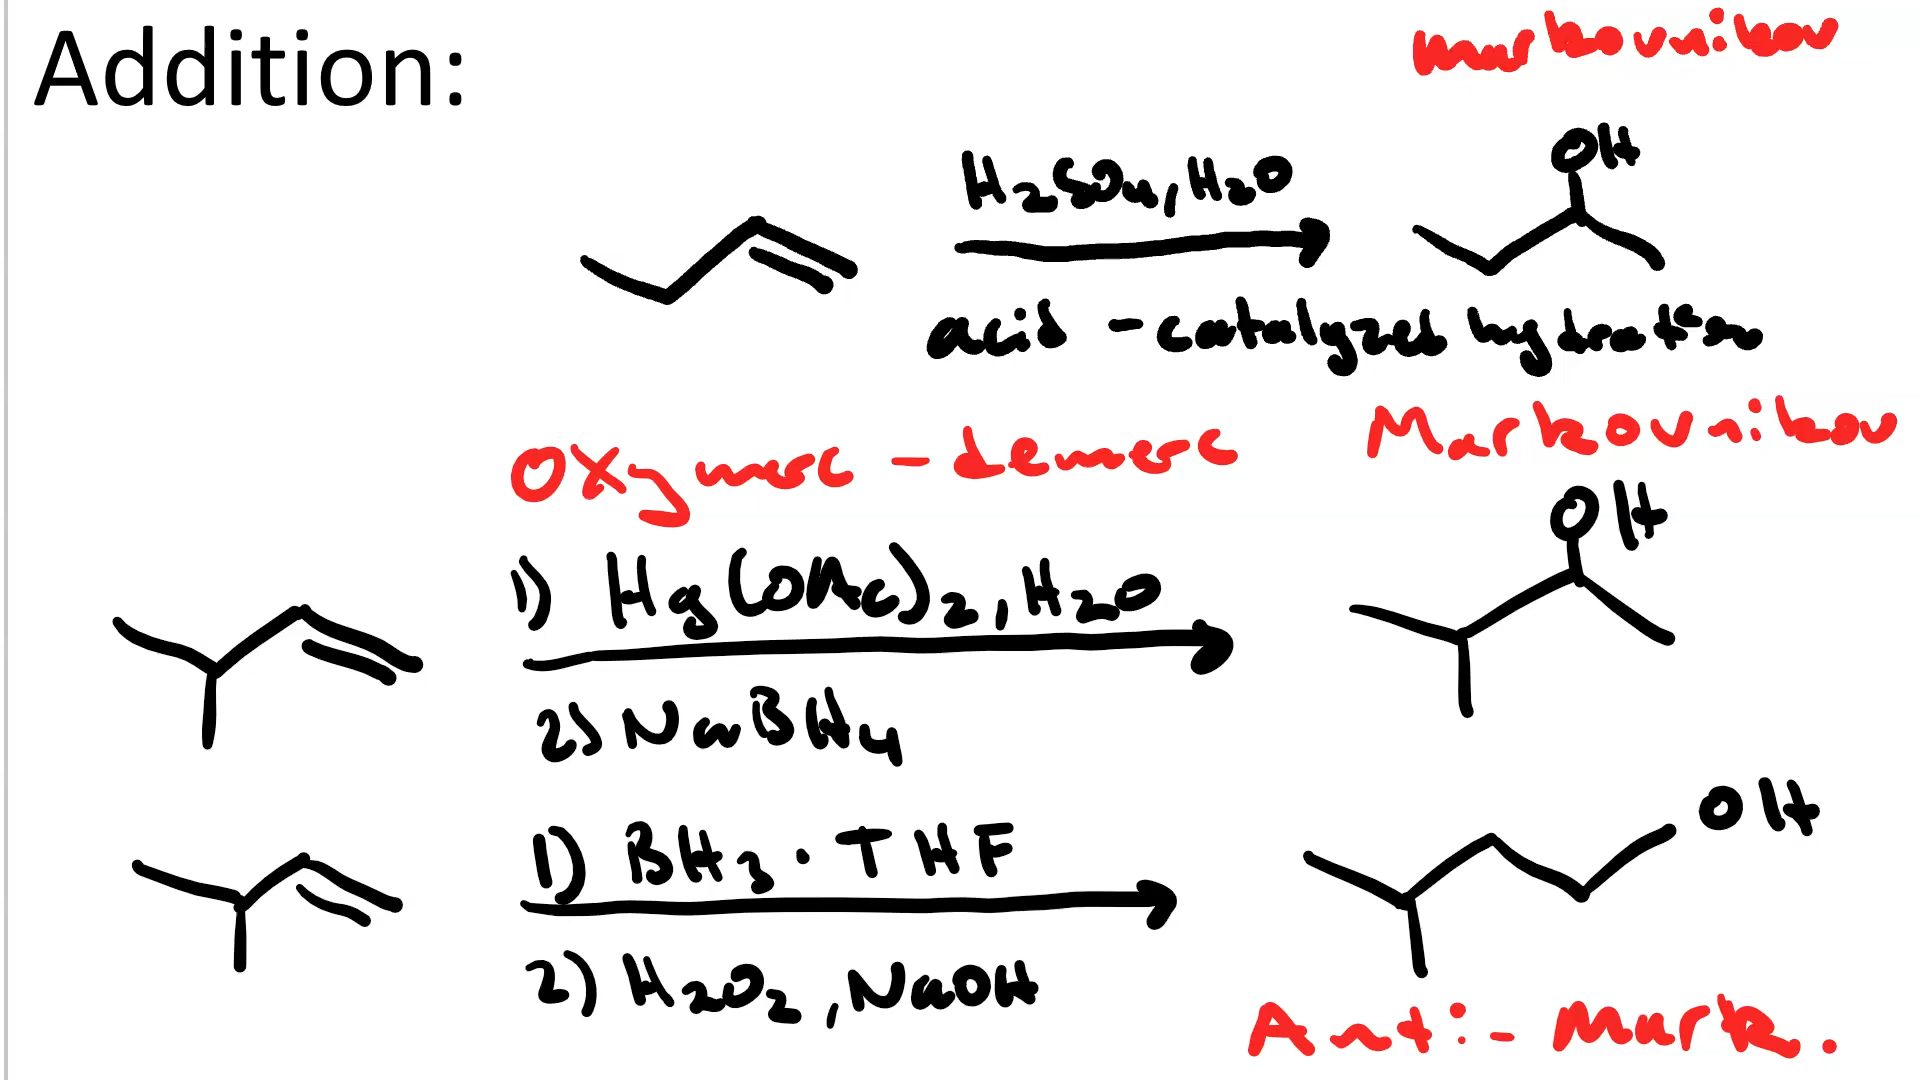 Addition:
Markovnikov
OH
H2SO4, H2O
acid - catalyzed hydration
Oxymerc - demerc
Markovnikov
OH
1) Hg(OAc)2, H2O
2) NaBH4
OH
1) BH3 · THF
2) H2O2, NaOH
Anti - Mark.